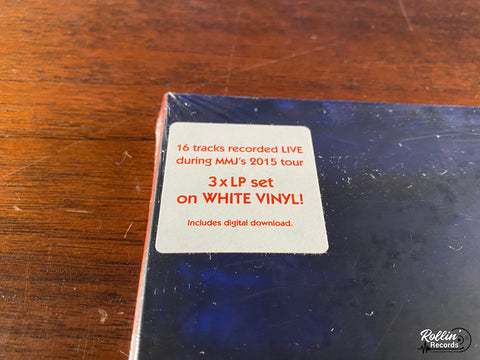 16 tracks recorded LIVE
during MMJ's 2015 tour
3 x LP set
on WHITE VINYL!
Includes digital download.
Rollin'
Records